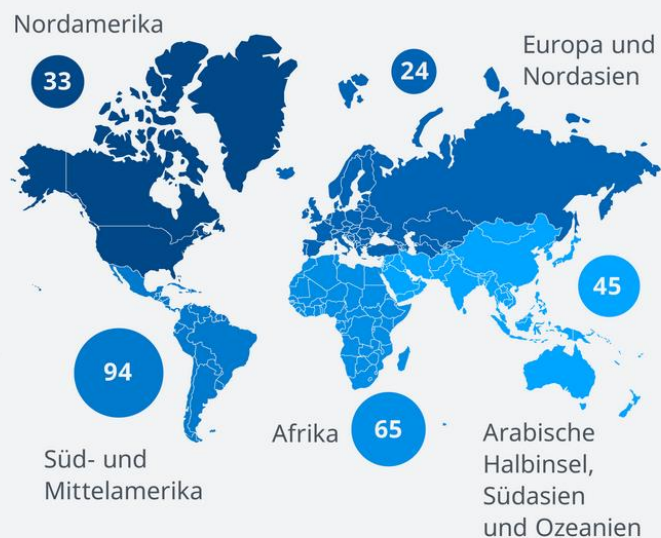 Nordamerika
33
24
Europa und
Nordasien
45
94
Süd- und
Mittelamerika
Afrika
65
Arabische
Halbinsel,
Südasien
und Ozeanien